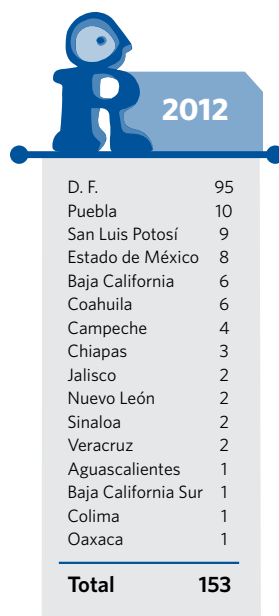 R
2012
D. F. 95
Puebla 10
San Luis Potosí 9
Estado de México 8
Baja California 6
Coahuila 6
Campeche 4
Chiapas 3
Jalisco 2
Nuevo León 2
Sinaloa 2
Veracruz 2
Aguascalientes 1
Baja California Sur 1
Colima 1
Oaxaca 1
Total 153